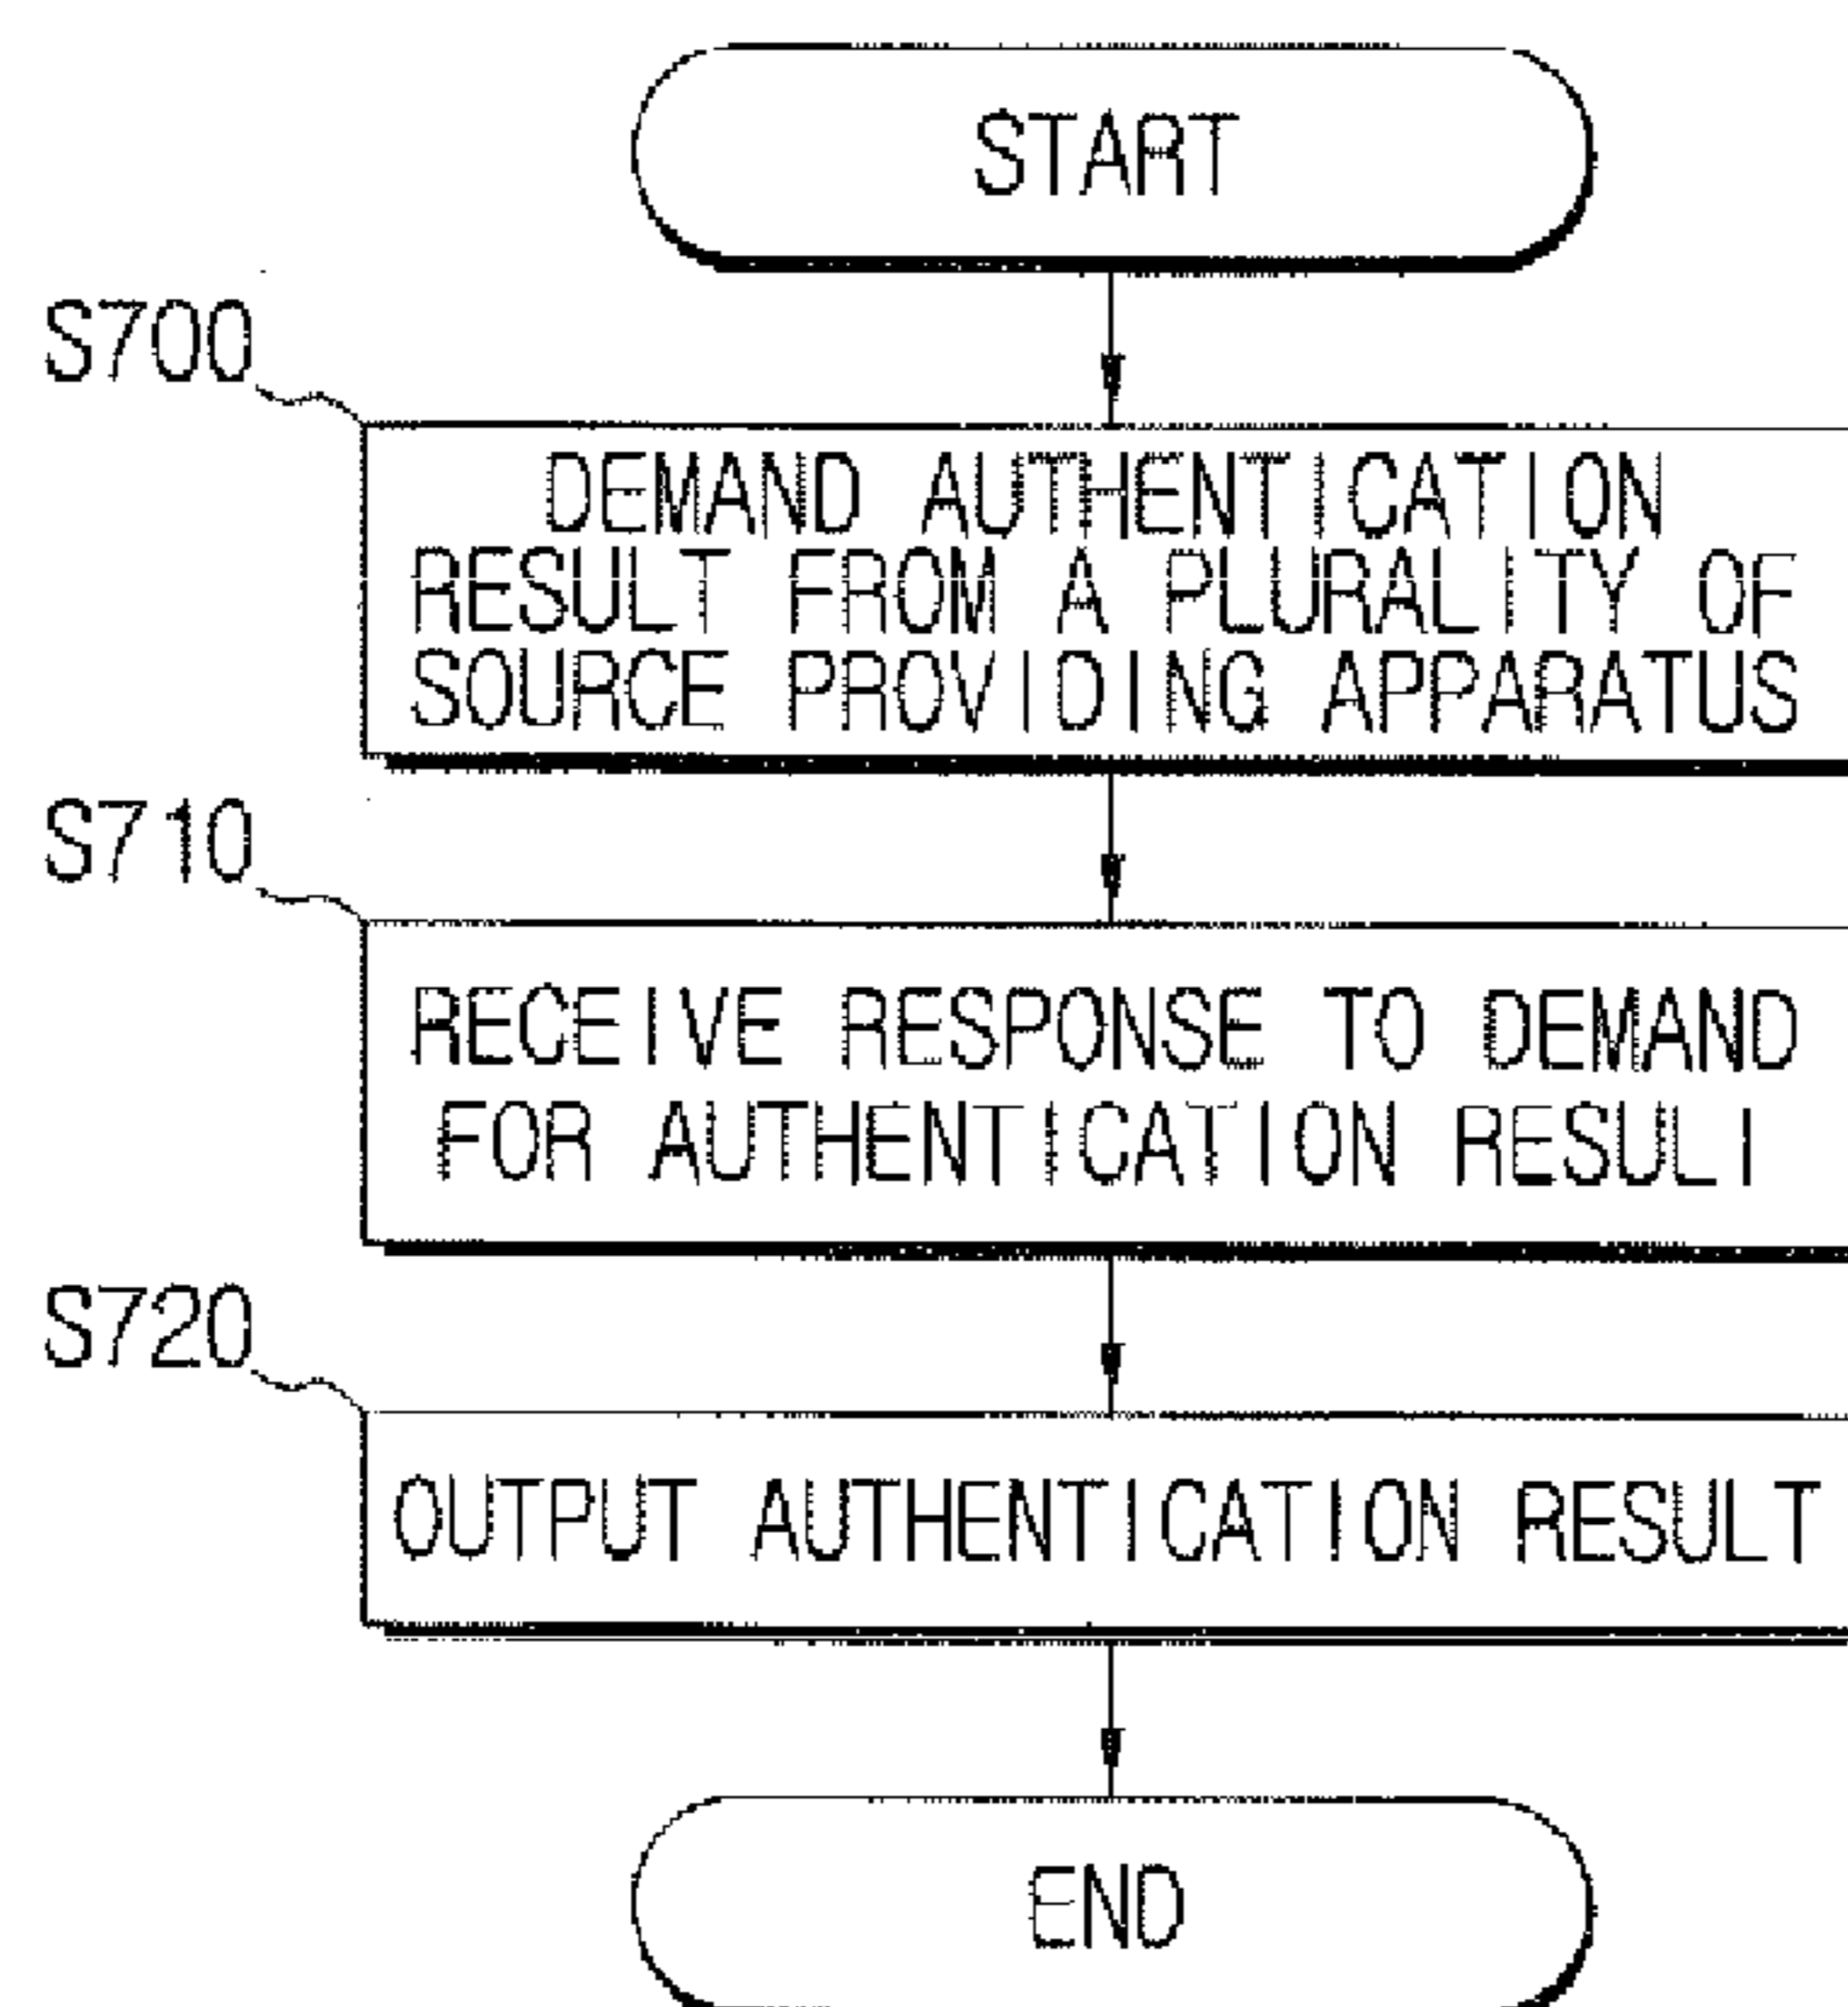 START
S700
DEMAND AUTHENTICATION
RESULT FROM A PLURALITY OF
SOURCE PROVIDING APPARATUS
S710
RECEIVE RESPONSE TO DEMAND
FOR AUTHENTICATION RESULT
S720
OUTPUT AUTHENTICATION RESULT
END